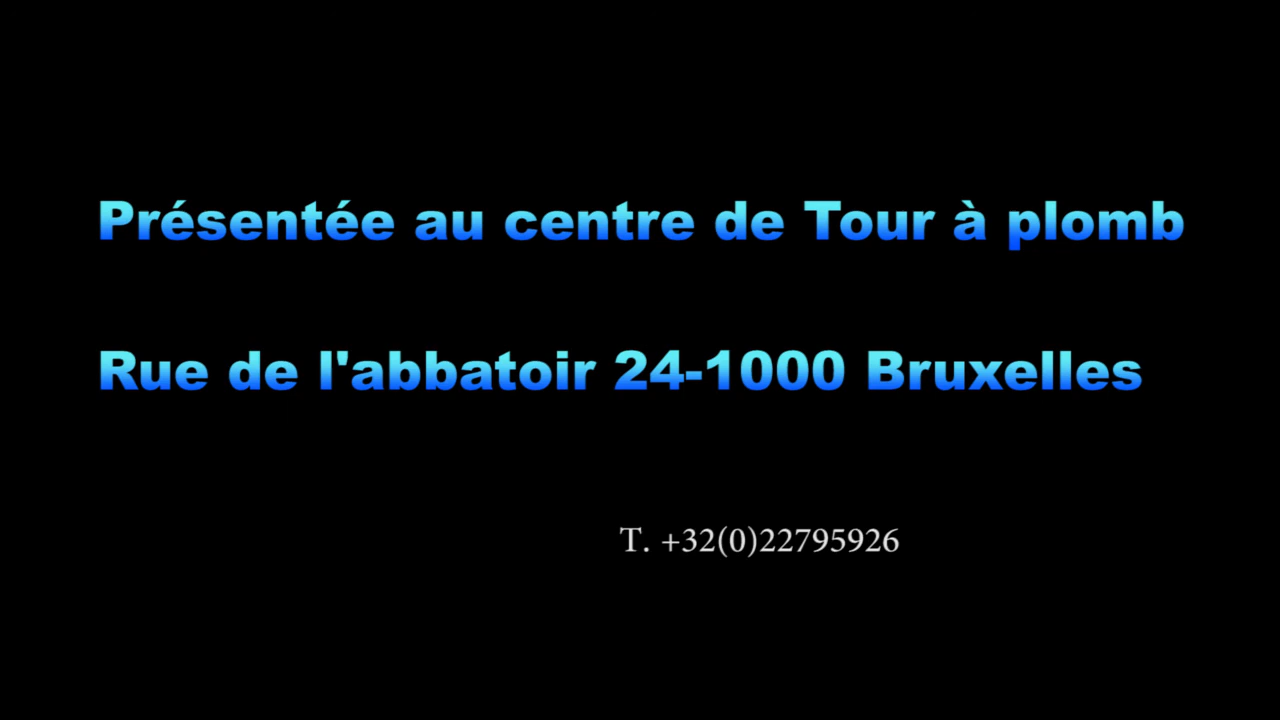 Présentée au centre de Tour à plomb
Rue de l'abbatoir 24-1000 Bruxelles
T. +32(0)22795926